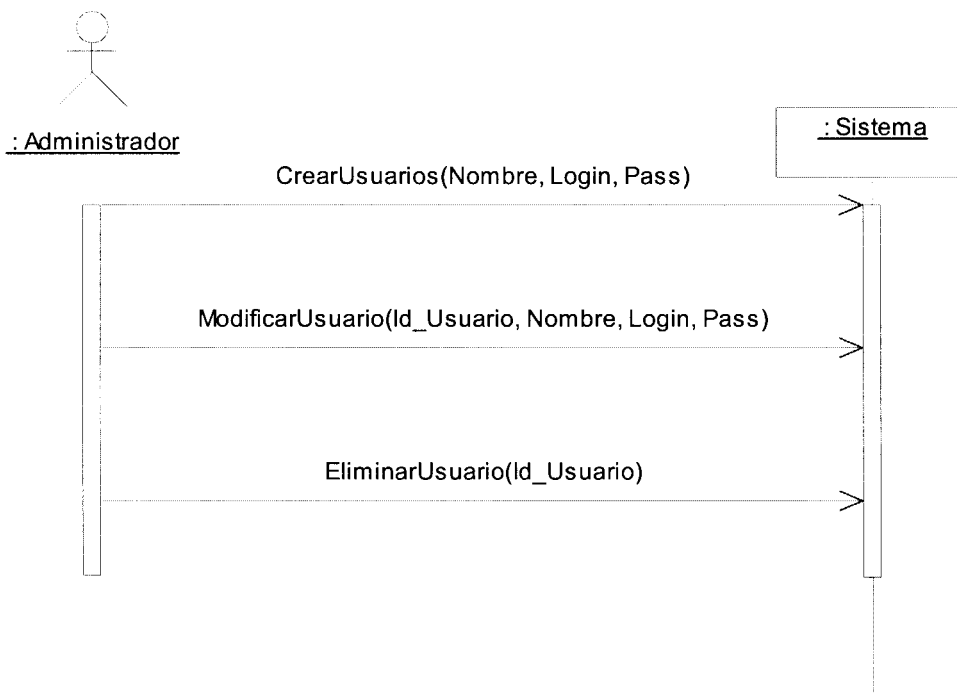 : Administrador
: Sistema
CrearUsuarios(Nombre, Login, Pass)
ModificarUsuario(Id_Usuario, Nombre, Login, Pass)
EliminarUsuario(Id_Usuario)